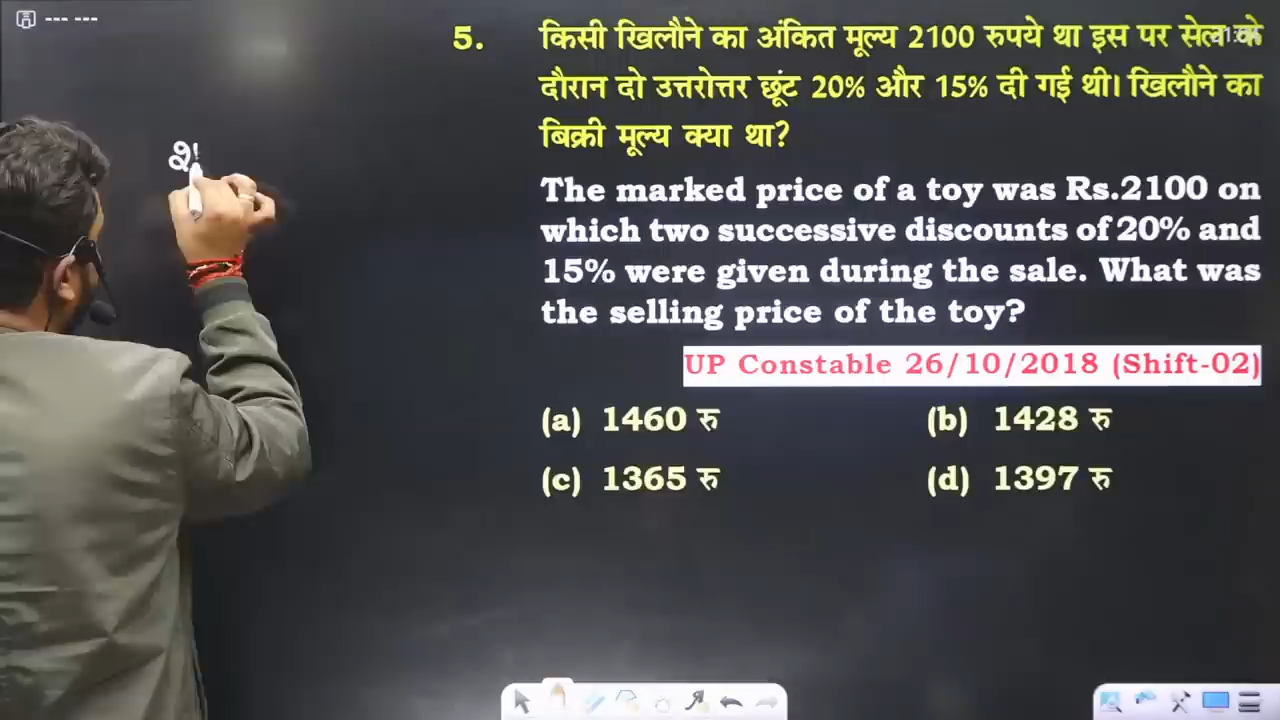 5. किसी खिलौने का अंकित मूल्य 2100 रुपये था इस पर सेल के
दौरान दो उत्तरोत्तर छूंट 20% और 15% दी गई थी। खिलौने का
बिक्री मूल्य क्या था?
The marked price of a toy was Rs.2100 on
which two successive discounts of 20% and
15% were given during the sale. What was
the selling price of the toy?
UP Constable 26/10/2018 (Shift-02)
(a) 1460 रु (b) 1428 रु
(c) 1365 रु (d) 1397 रु